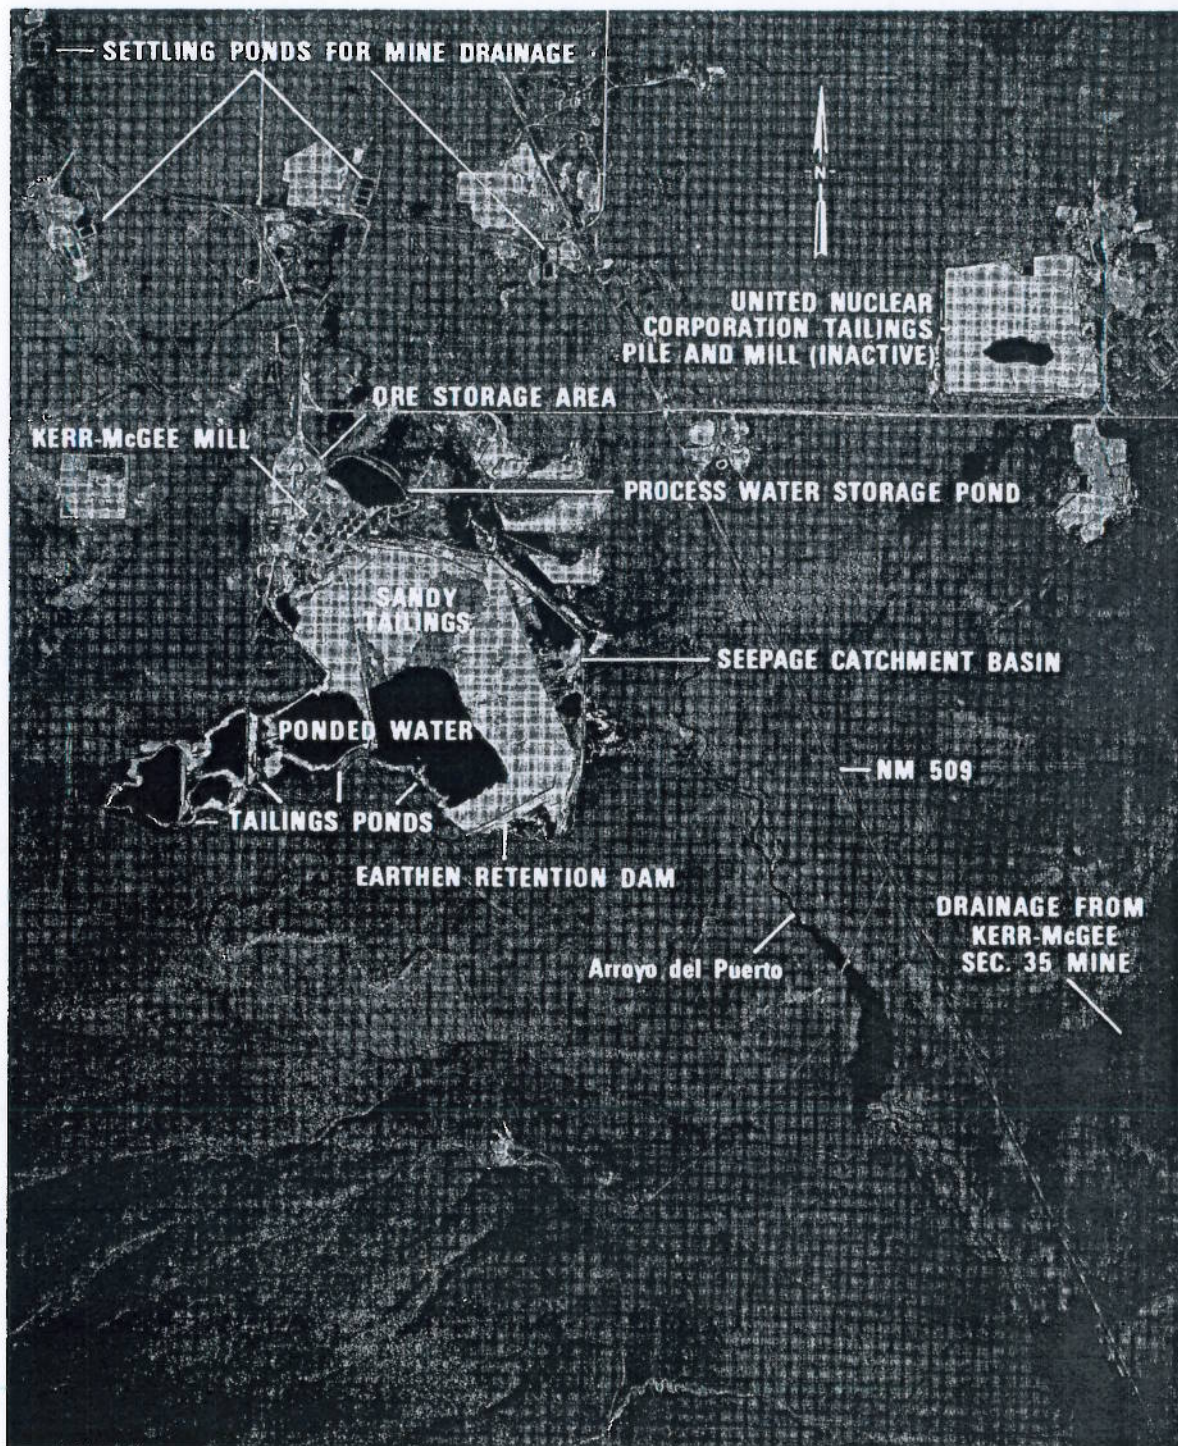 SETTLING PONDS FOR MINE DRAINAGE
N
UNITED NUCLEAR
CORPORATION TAILINGS
PILE AND MILL (INACTIVE)
ORE STORAGE AREA
KERR-McGEE MILL
PROCESS WATER STORAGE POND
SANDY
TAILINGS
SEEPAGE CATCHMENT BASIN
PONDED WATER
NM 509
TAILINGS PONDS
EARTHEN RETENTION DAM
DRAINAGE FROM
KERR-McGEE
SEC. 35 MINE
Arroyo del Puerto